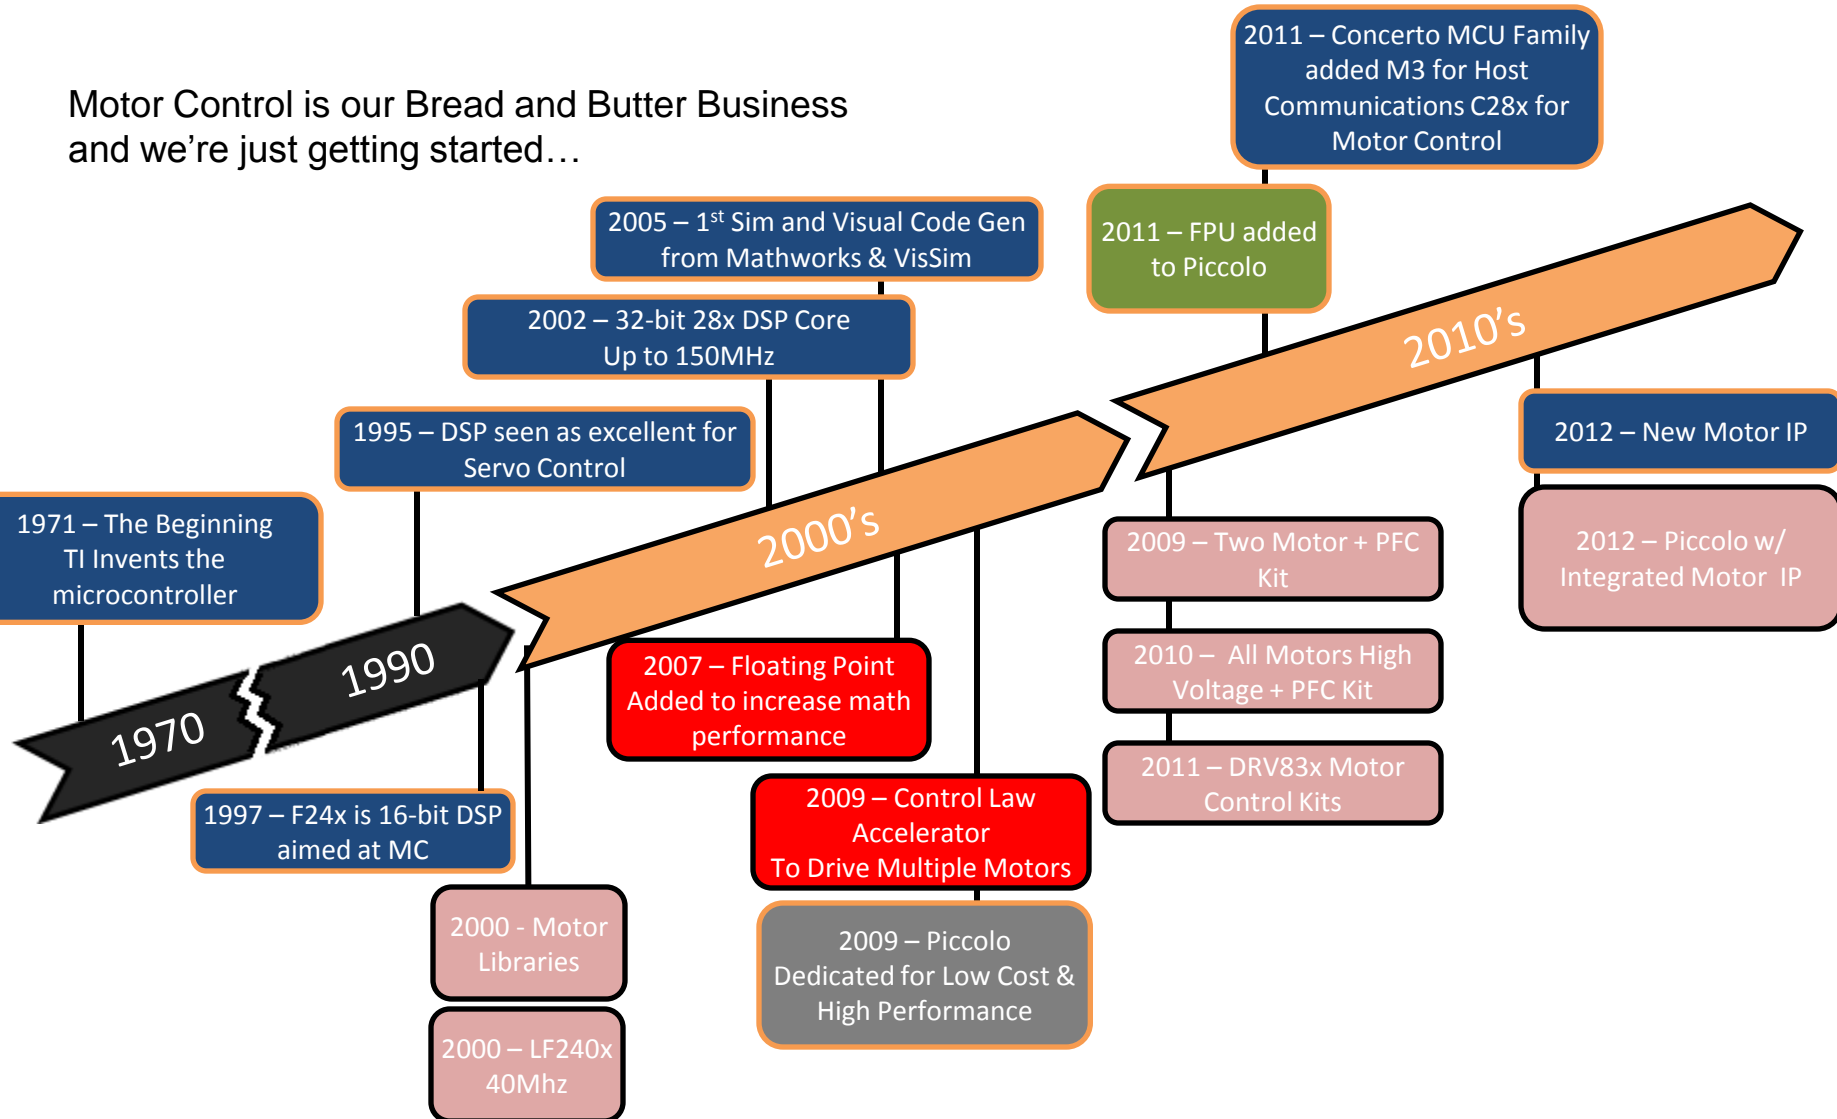 Motor Control is our Bread and Butter Business
and we're just getting started…
2011 – Concerto MCU Family
added M3 for Host
Communications C28x for
Motor Control
2005 – 1st Sim and Visual Code Gen
from Mathworks & VisSim
2011 – FPU added
to Piccolo
2002 – 32-bit 28x DSP Core
Up to 150MHz
2010's
1995 – DSP seen as excellent for
Servo Control
2012 – New Motor IP
1971 – The Beginning
TI Invents the
microcontroller
2000's
2009 – Two Motor + PFC
Kit
2012 – Piccolo w/
Integrated Motor  IP
1990
1970
2007 – Floating Point
Added to increase math
performance
2010 –  All Motors High
Voltage + PFC Kit
2011 – DRV83x Motor
Control Kits
1997 – F24x is 16-bit DSP
aimed at MC
2009 – Control Law
Accelerator
To Drive Multiple Motors
2000 - Motor
Libraries
2009 – Piccolo
Dedicated for Low Cost &
High Performance
2000 – LF240x
40Mhz